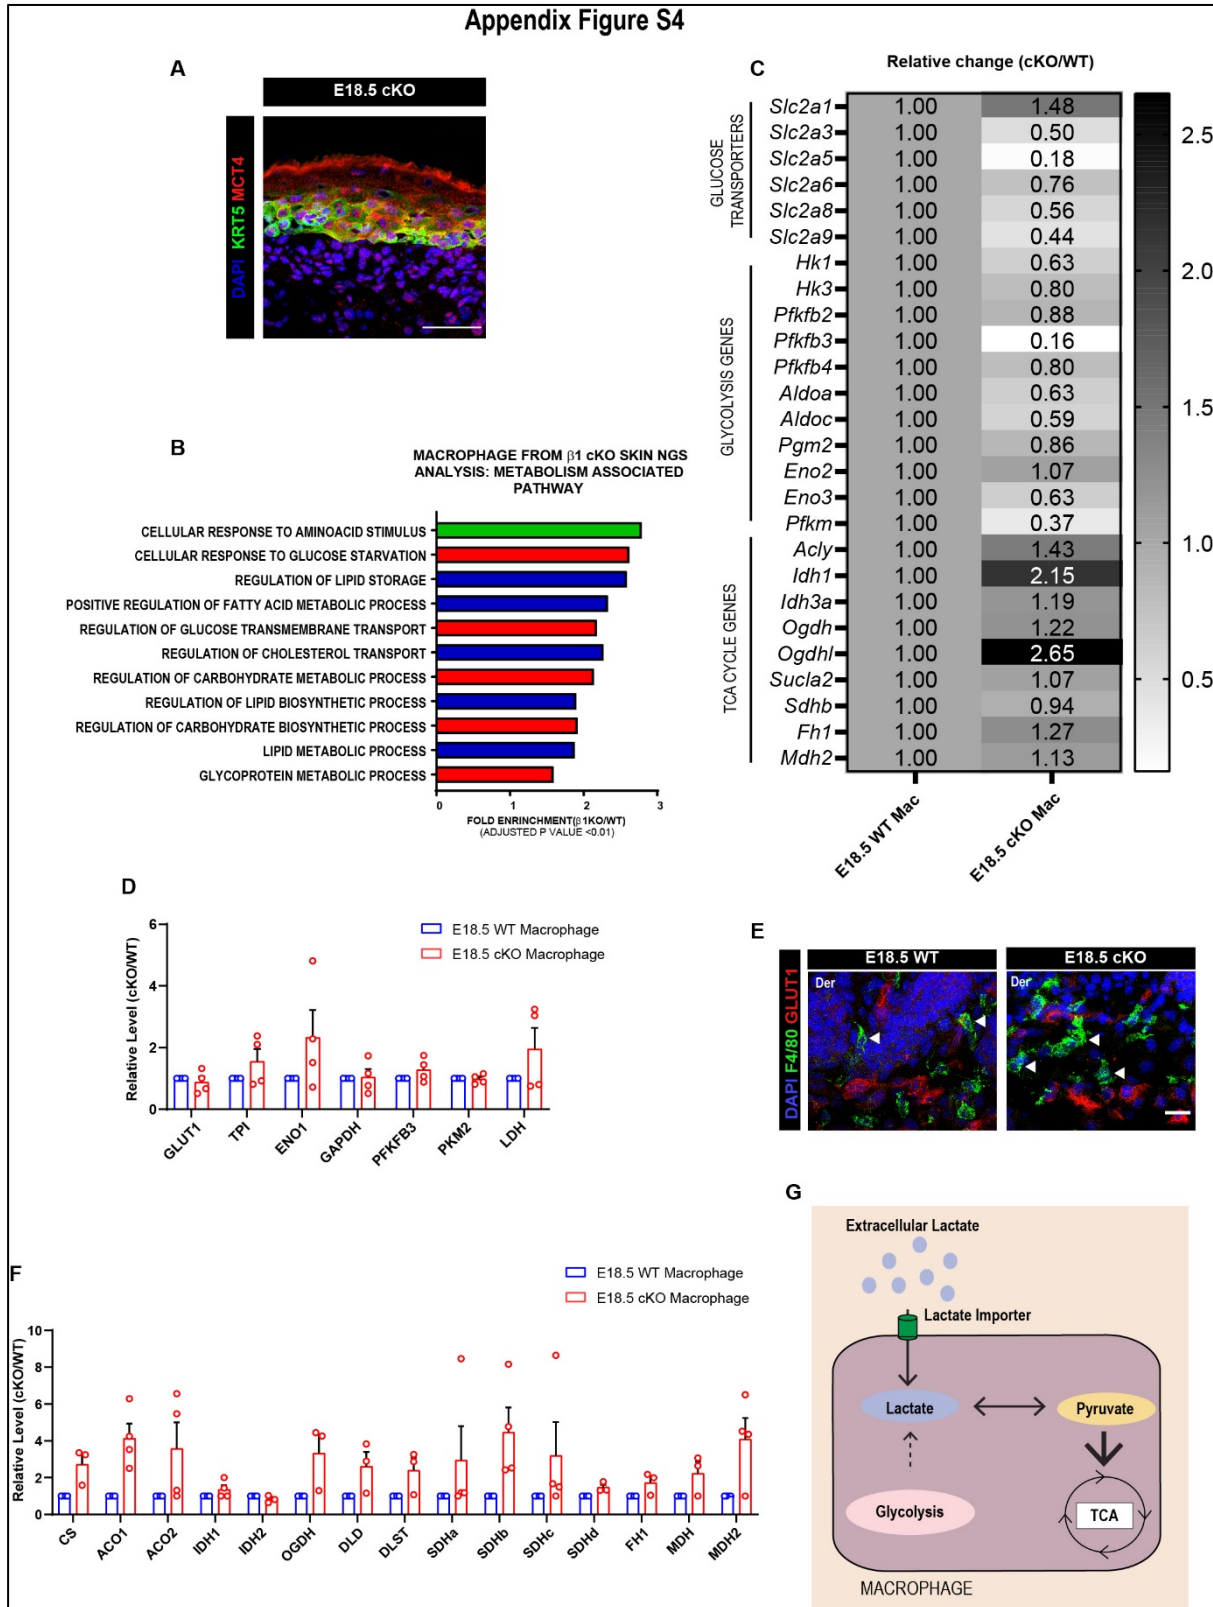 Appendix Figure S4
A
E18.5 cKO
DAPI KRT5 MCT4
B
MACROPHAGE FROM β1 cKO SKIN NGS
ANALYSIS: METABOLISM ASSOCIATED
PATHWAY
CELLULAR RESPONSE TO AMINOACID STIMULUS
CELLULAR RESPONSE TO GLUCOSE STARVATION
REGULATION OF LIPID STORAGE
POSITIVE REGULATION OF FATTY ACID METABOLIC PROCESS
REGULATION OF GLUCOSE TRANSMEMBRANE TRANSPORT
REGULATION OF CHOLESTEROL TRANSPORT
REGULATION OF CARBOHYDRATE METABOLIC PROCESS
REGULATION OF LIPID BIOSYNTHETIC PROCESS
REGULATION OF CARBOHYDRATE BIOSYNTHETIC PROCESS
LIPID METABOLIC PROCESS
GLYCOPROTEIN METABOLIC PROCESS
0 1 2 3
FOLD ENRINCHMENT(β1KO/WT)
(ADJUSTED P VALUE <0.01)
C
Relative change (cKO/WT)
GLUCOSE
TRANSPORTERS
Slc2a1 1.00 1.48
Slc2a3 1.00 0.50
Slc2a5 1.00 0.18
Slc2a6 1.00 0.76
Slc2a8 1.00 0.56
Slc2a9 1.00 0.44
GLYCOLYSIS GENES
Hk1 1.00 0.63
Hk3 1.00 0.80
Pfkfb2 1.00 0.88
Pfkfb3 1.00 0.16
Pfkfb4 1.00 0.80
Aldoa 1.00 0.63
Aldoc 1.00 0.59
Pgm2 1.00 0.86
Eno2 1.00 1.07
Eno3 1.00 0.63
Pfkm 1.00 0.37
TCA CYCLE GENES
Acly 1.00 1.43
Idh1 1.00 2.15
Idh3a 1.00 1.19
Ogdh 1.00 1.22
Ogdhl 1.00 2.65
Sucla2 1.00 1.07
Sdhb 1.00 0.94
Fh1 1.00 1.27
Mdh2 1.00 1.13
E18.5 WT Mac
E18.5 cKO Mac
2.5
2.0
1.5
1.0
0.5
D
E18.5 WT Macrophage
E18.5 cKO Macrophage
Relative Level (cKO/WT)
6
4
2
0
GLUT1 TPI ENO1 GAPDH PFKFB3 PKM2 LDH
E
E18.5 WT
E18.5 cKO
DAPI F4/80 GLUT1
Der
Der
F
E18.5 WT Macrophage
E18.5 cKO Macrophage
Relative Level (cKO/WT)
10
8
6
4
2
0
CS ACO1 ACO2 IDH1 IDH2 OGDH DLD DLST SDHa SDHb SDHc SDHd FH1 MDH MDH2
G
Extracellular Lactate
Lactate Importer
Lactate
Pyruvate
Glycolysis
TCA
MACROPHAGE